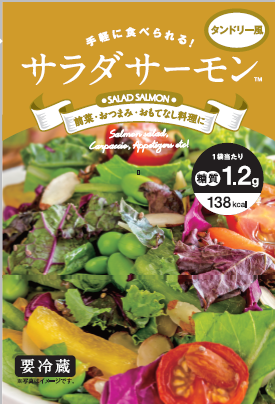 タンドリー風
手軽に食べられる!
サラダサーモン™
●SALAD SALMON●
前菜・おつまみ・おもてなし料理に
Salmon salad,
Carpaccio, Appetizers etc!
1袋当たり
糖質 1.2g
138kcal
要冷蔵
※写真はイメージです。